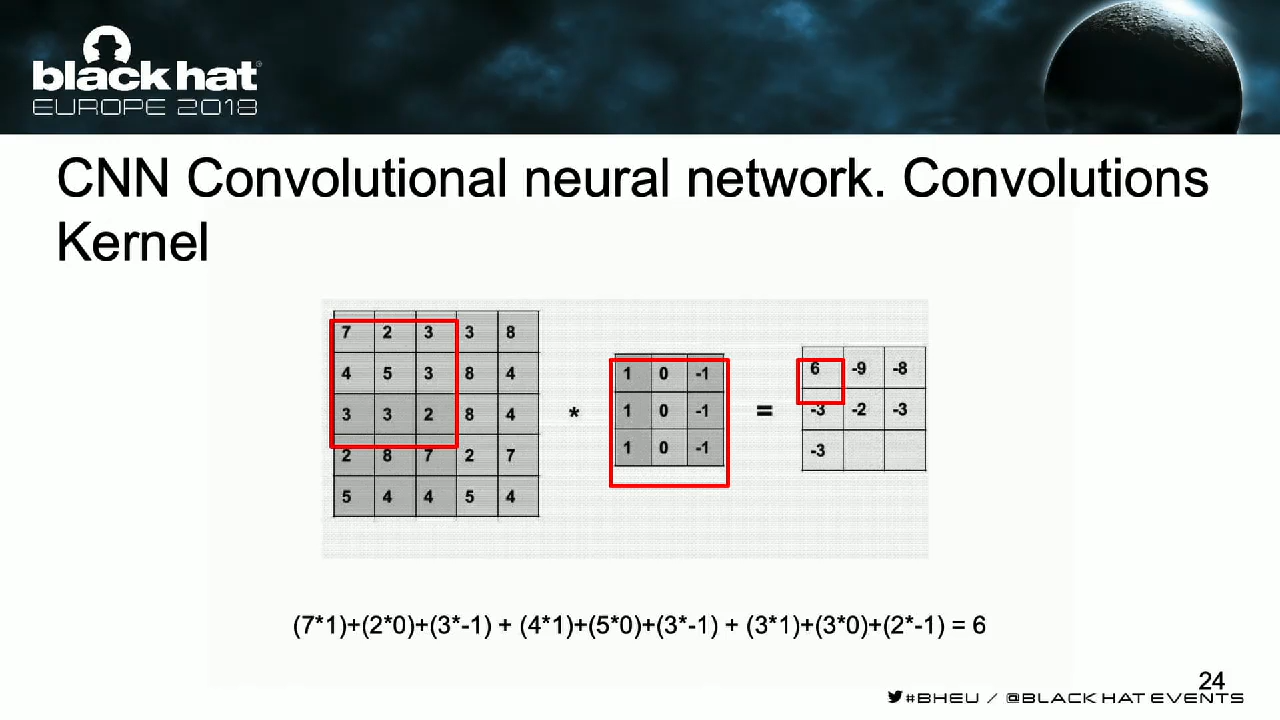 black hat
EUROPE 2018
CNN Convolutional neural network. Convolutions
Kernel
7 2 3 3 8
4 5 3 8 4
3 3 2 8 4
2 8 7 2 7
5 4 4 5 4
*
1 0 -1
1 0 -1
1 0 -1
=
6 -9 -8
-3 -2 -3
-3
(7*1)+(2*0)+(3*-1) + (4*1)+(5*0)+(3*-1) + (3*1)+(3*0)+(2*-1) = 6
24
#BHEU / @BLACK HAT EVENTS